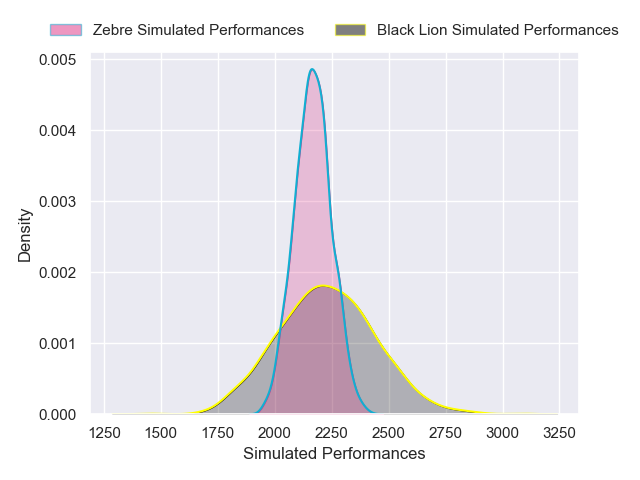 Zebre Simulated Performances Black Lion Simulated Performances
0.005
0.004
0.003
0.002
0.001
0.000
Density
1250 1500 1750 2000 2250 2500 2750 3000 3250
Simulated Performances